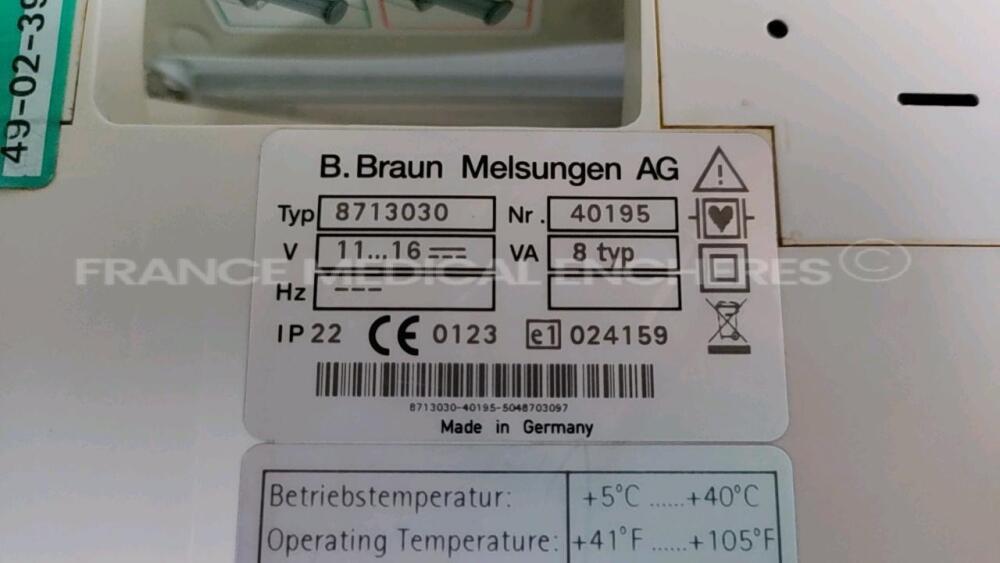 49-02-39
B. Braun Melsungen AG
Typ 8713030 Nr. 40195
V 11...16 VA 8 typ
FRANCE MEDICAL ENCHERES ©
Hz ---
IP22 CE 0123 e1 024159
8713030-40195-5048703097
Made in Germany
Betriebstemperatur: +5°C ......+40°C
Operating Temperature: +41°F ......+105°F